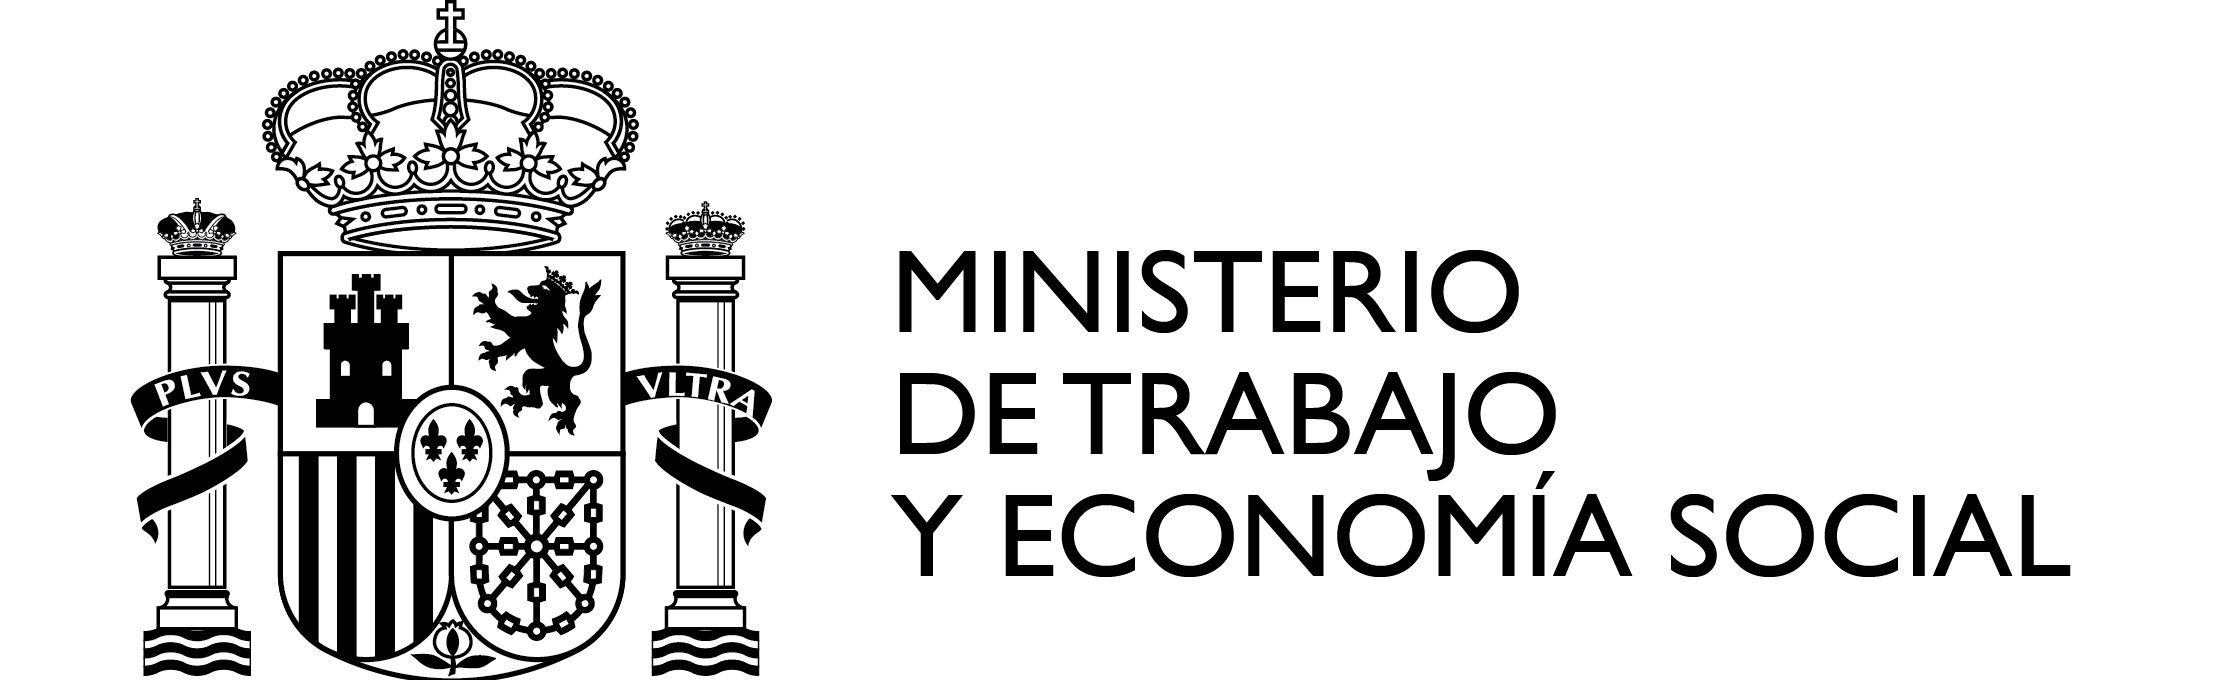 PLVS VLTRA
MINISTERIO
DE TRABAJO
Y ECONOMÍA SOCIAL